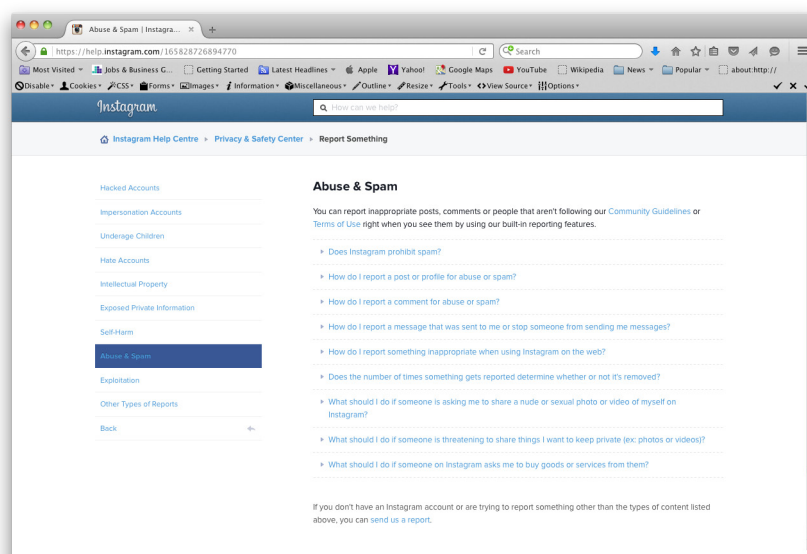 Abuse & Spam | Instagra...
https://help.instagram.com/165828726894770
Search
Most Visited Jobs & Business G... Getting Started Latest Headlines Apple Yahoo! Google Maps YouTube Wikipedia News Popular about:http://
Disable Cookies CSS Forms Images Information Miscellaneous Outline Resize Tools View Source Options
Instagram
How can we help?
Instagram Help Centre Privacy & Safety Center Report Something
Hacked Accounts
Impersonation Accounts
Underage Children
Hate Accounts
Intellectual Property
Exposed Private Information
Self-Harm
Abuse & Spam
Exploitation
Other Types of Reports
Back
Abuse & Spam
You can report inappropriate posts, comments or people that aren't following our Community Guidelines or
Terms of Use right when you see them by using our built-in reporting features.
Does Instagram prohibit spam?
How do I report a post or profile for abuse or spam?
How do I report a comment for abuse or spam?
How do I report a message that was sent to me or stop someone from sending me messages?
How do I report something inappropriate when using Instagram on the web?
Does the number of times something gets reported determine whether or not it's removed?
What should I do if someone is asking me to share a nude or sexual photo or video of myself on
Instagram?
What should I do if someone is threatening to share things I want to keep private (ex: photos or videos)?
What should I do if someone on Instagram asks me to buy goods or services from them?
If you don't have an Instagram account or are trying to report something other than the types of content listed
above, you can send us a report.